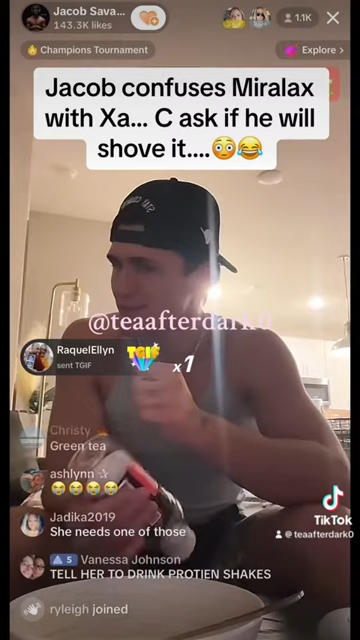 Jacob Sava...
143.3K likes
1.1K
Champions Tournament
Explore >
Jacob confuses Miralax
with Xa... C ask if he will
shove it....😳😂
@teaafterdark0
RaquelEllyn
sent TGIF
TGIF
x1
Christy
Green tea
ashlynn ✰
😭😭😭😭
Jadika2019
She needs one of those
5 Vanessa Johnson
TELL HER TO DRINK PROTIEN SHAKES
ryleigh joined
TikTok
@teaafterdark0